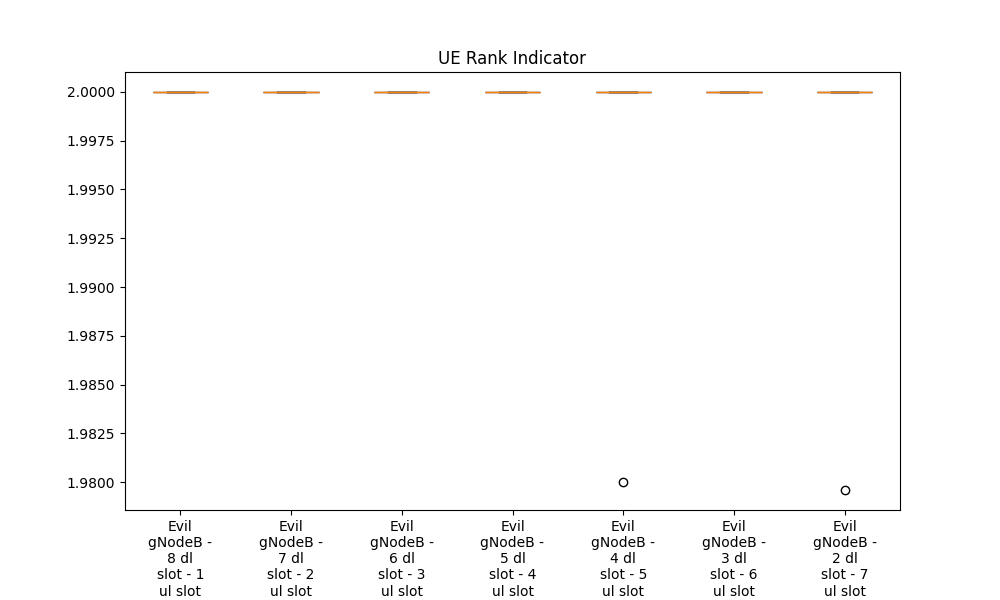 UE Rank Indicator
2.0000
1.9975
1.9950
1.9925
1.9900
1.9875
1.9850
1.9825
1.9800
Evil
gNodeB -
8 dl
slot - 1
ul slot
Evil
gNodeB -
7 dl
slot - 2
ul slot
Evil
gNodeB -
6 dl
slot - 3
ul slot
Evil
gNodeB -
5 dl
slot - 4
ul slot
Evil
gNodeB -
4 dl
slot - 5
ul slot
Evil
gNodeB -
3 dl
slot - 6
ul slot
Evil
gNodeB -
2 dl
slot - 7
ul slot